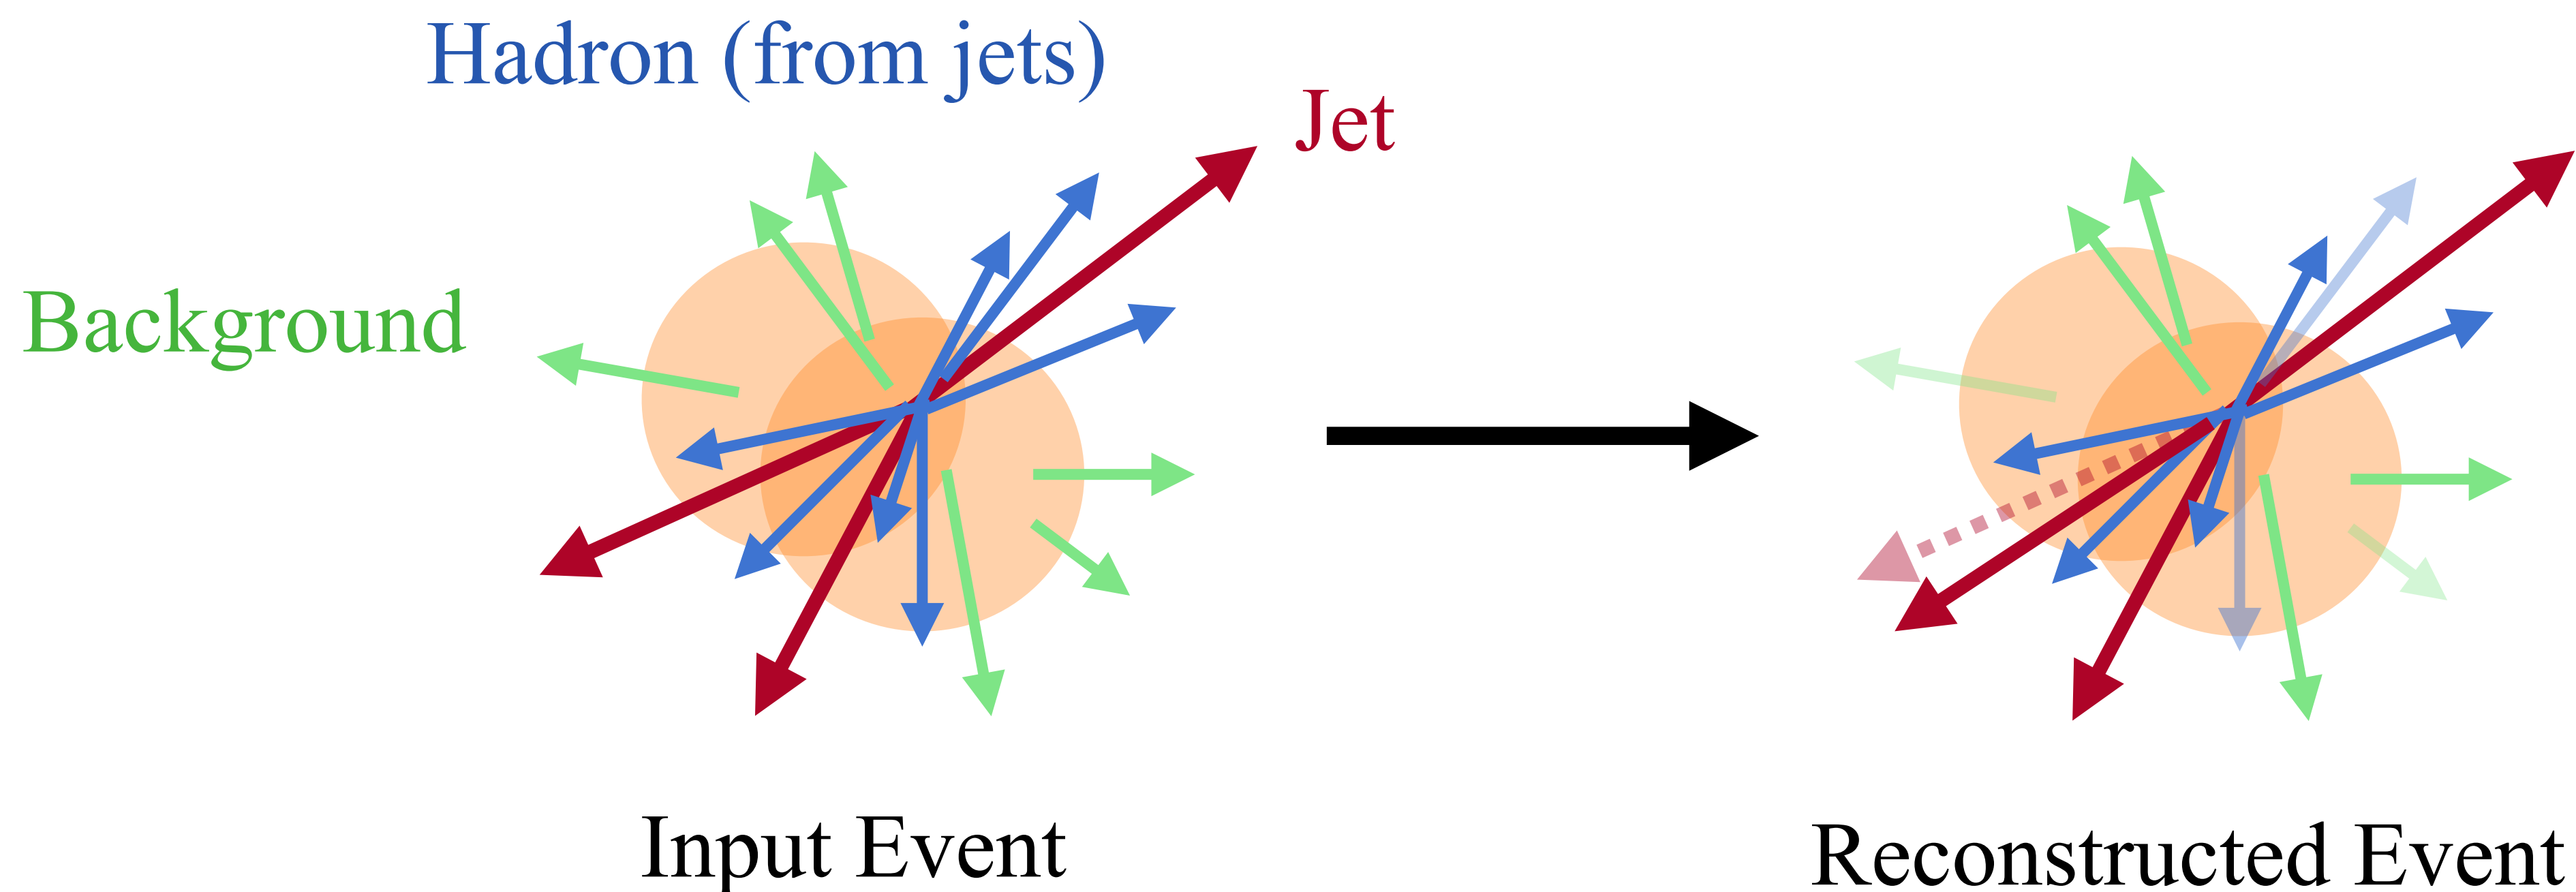 Hadron (from jets)
Jet
Background
Input Event
Reconstructed Event